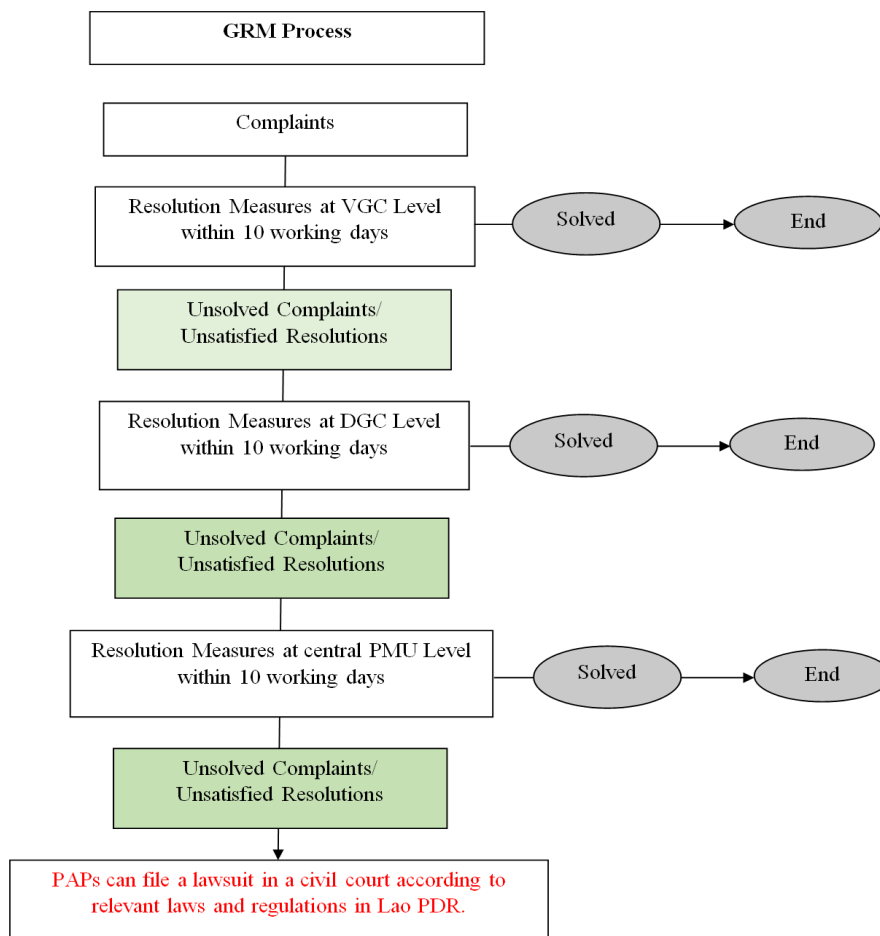 GRM Process
Complaints
Resolution Measures at VGC Level
within 10 working days
Solved
End
Unsolved Complaints/
Unsatisfied Resolutions
Resolution Measures at DGC Level
within 10 working days
Solved
End
Unsolved Complaints/
Unsatisfied Resolutions
Resolution Measures at central PMU Level
within 10 working days
Solved
End
Unsolved Complaints/
Unsatisfied Resolutions
PAPs can file a lawsuit in a civil court according to
relevant laws and regulations in Lao PDR.